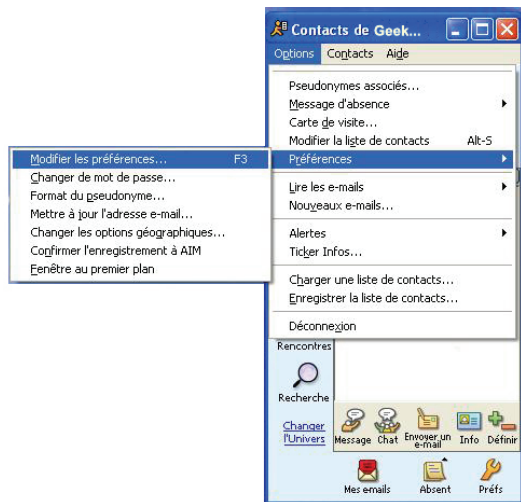 Contacts de Geek...
Options Contacts Aide
Pseudonymes associés...
Message d'absence
Carte de visite...
Modifier la liste de contacts Alt-S
Préférences
Lire les e-mails
Nouveaux e-mails...
Alertes
Ticker Infos...
Charger une liste de contacts...
Enregistrer la liste de contacts...
Déconnexion
Modifier les préférences... F3
Changer de mot de passe...
Format du pseudonyme...
Mettre à jour l'adresse e-mail...
Changer les options géographiques...
Confirmer l'enregistrement à AIM
Fenêtre au premier plan
Rencontres
Recherche
Changer
l'Univers
Message Chat Envoyer un
e-mail Info Définir
Mes emails Absent Préfs